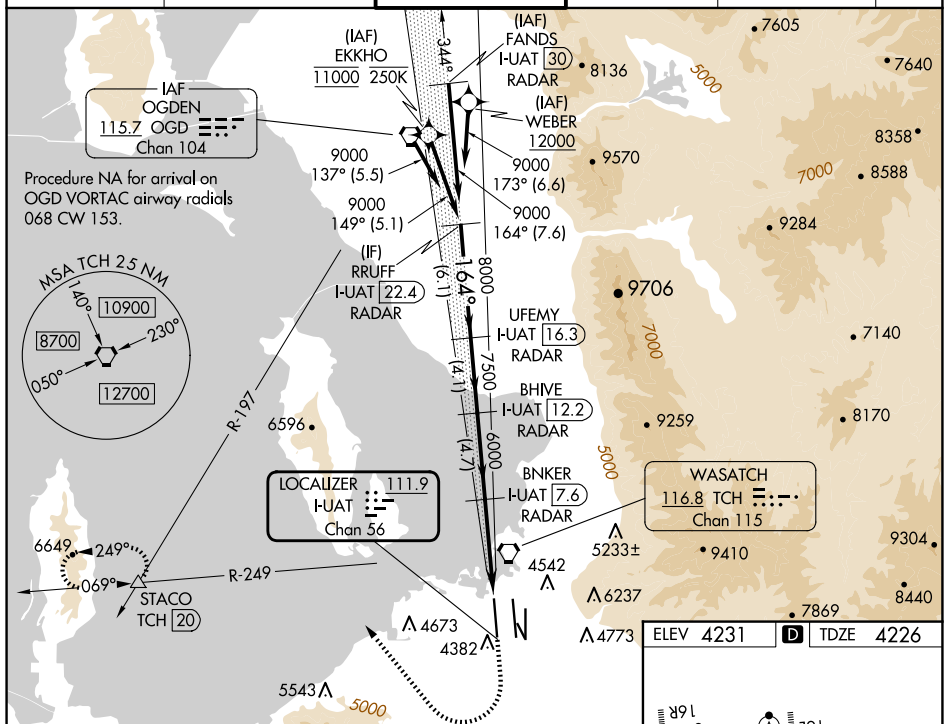 (IAF)
FANDS
I-UAT 30
RADAR
(IAF)
EKKHO
11000 250K
344°
7605
7640
8136
5000
IAF
OGDEN
115.7 OGD
Chan 104
(IAF)
WEBER
12000
8358
9570
7000
8588
9000
137° (5.5)
9000
173° (6.6)
Procedure NA for arrival on
OGD VORTAC airway radials
068 CW 153.
9000
149° (5.1)
9000
164° (7.6)
9284
(IF)
RRUFF
I-UAT 22.4
RADAR
164°
(6.1)
8000
MSA TCH 25 NM
140°
10900
230°
8700
050°
12700
9706
7000
7140
UFEMY
I-UAT 16.3
RADAR
(4.1)
7500
R-197
BHIVE
I-UAT 12.2
RADAR
(4.7)
6000
8170
6596
9259
5000
LOCALIZER 111.9
I-UAT
Chan 56
BNKER
I-UAT 7.6
RADAR
WASATCH
116.8 TCH
Chan 115
5233±
9304
6649
249°
069°
R-249
STACO
TCH 20
4542
9410
6237
8440
4673
4382
4773
7869
5543
5000
ELEV 4231
D
TDZE 4226
16R